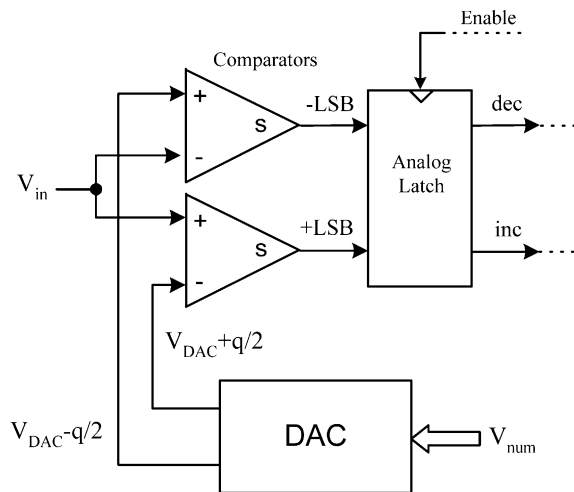 Enable
Comparators
+
-
s
-LSB
dec
Analog
Latch
V_in
+
-
s
+LSB
inc
V_DAC+q/2
V_DAC-q/2
DAC
V_num